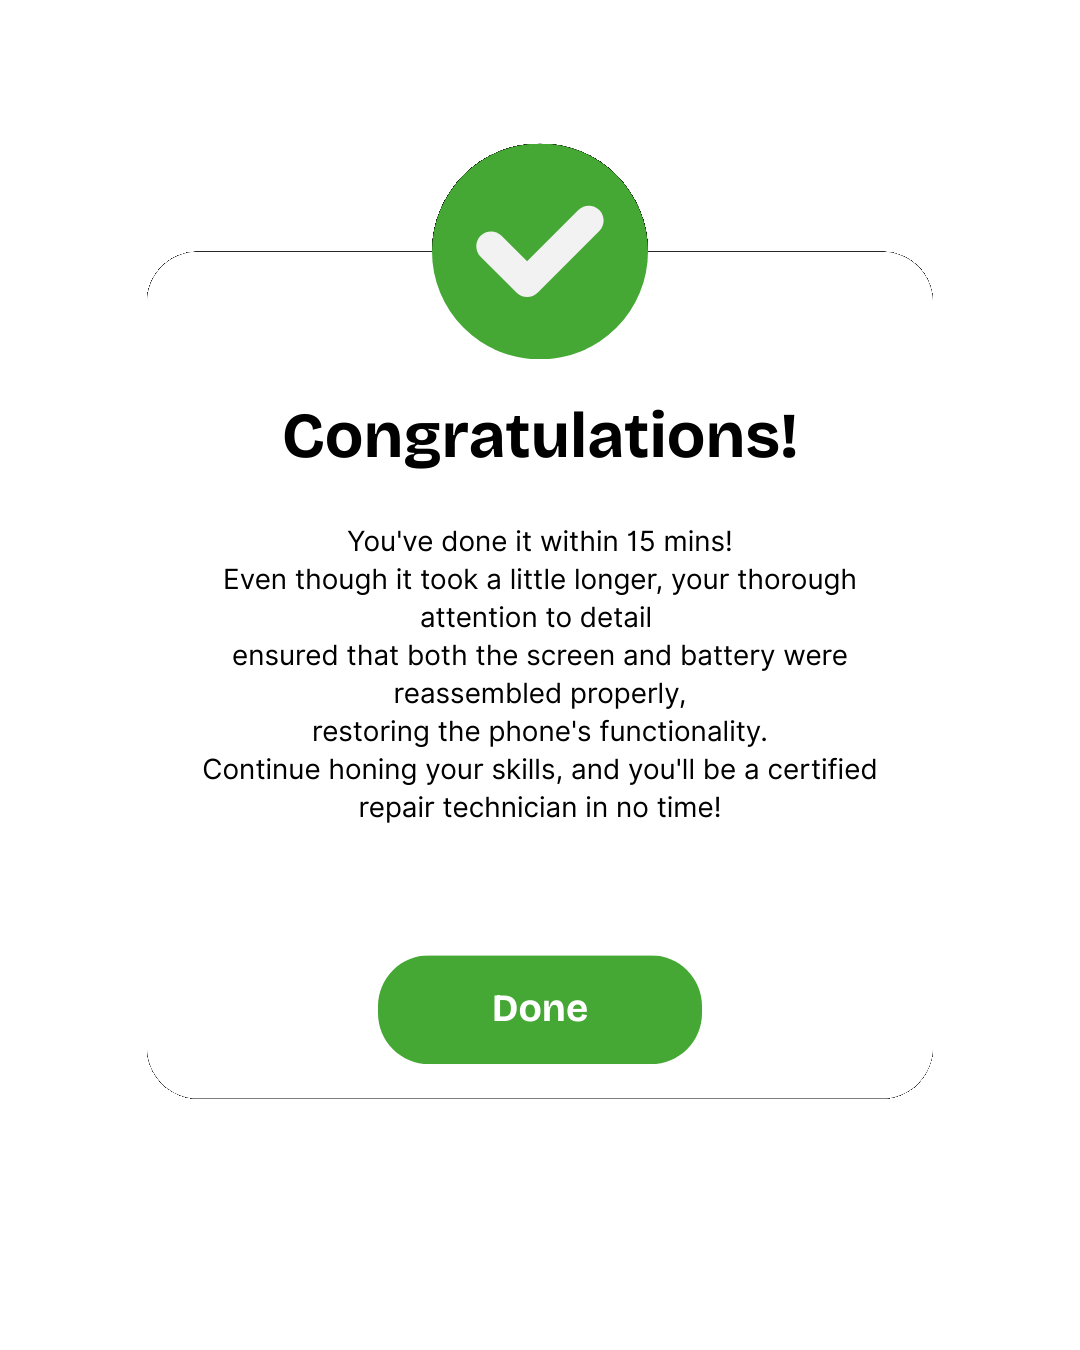 Congratulations!
You've done it within 15 mins!
Even though it took a little longer, your thorough
attention to detail
ensured that both the screen and battery were
reassembled properly,
restoring the phone's functionality.
Continue honing your skills, and you'll be a certified
repair technician in no time!
Done